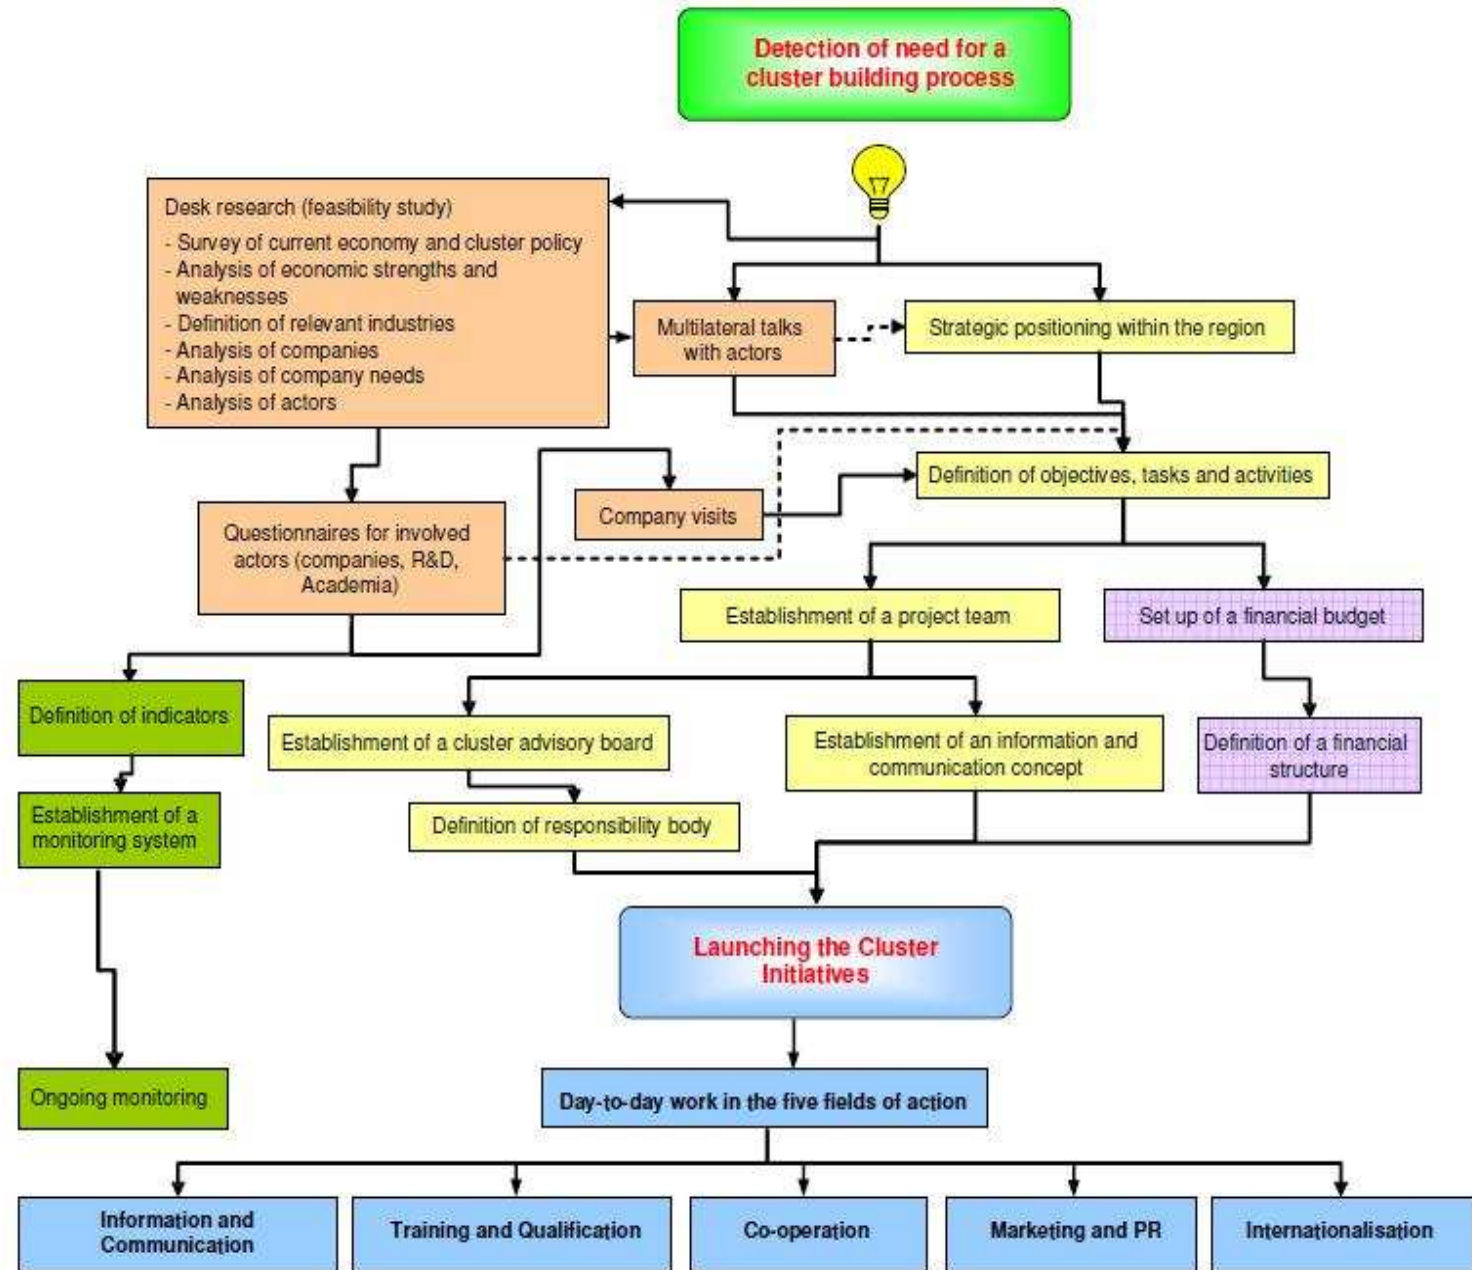 Detection of need for a
cluster building process
Desk research (feasibility study)
- Survey of current economy and cluster policy
- Analysis of economic strengths and
weaknesses
- Definition of relevant industries
- Analysis of companies
- Analysis of company needs
- Analysis of actors
Multilateral talks
with actors
Strategic positioning within the region
Definition of objectives, tasks and activities
Company visits
Questionnaires for involved
actors (companies, R&D,
Academia)
Establishment of a project team
Set up of a financial budget
Definition of indicators
Establishment of a cluster advisory board
Establishment of an information and
communication concept
Definition of a financial
structure
Establishment of a
monitoring system
Definition of responsibility body
Launching the Cluster
Initiatives
Ongoing monitoring
Day-to-day work in the five fields of action
Information and
Communication
Training and Qualification
Co-operation
Marketing and PR
Internationalisation